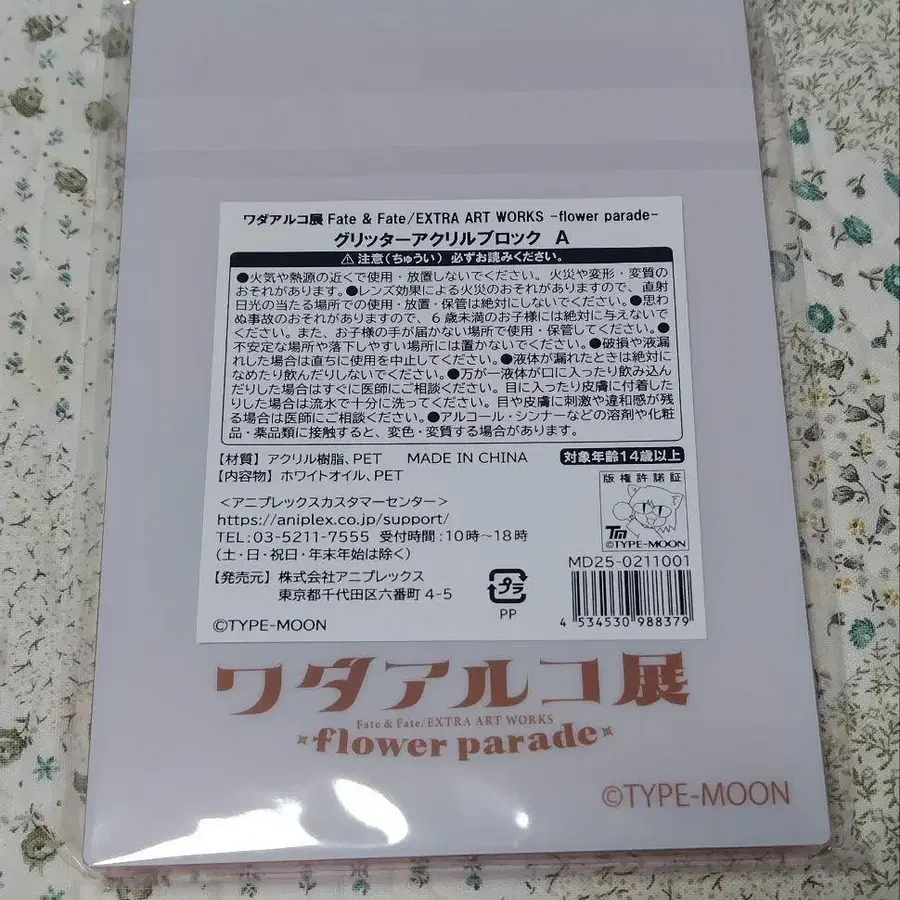 ワダアルコ展 Fate & Fate/EXTRA ART WORKS -flower parade-
グリッターアクリルブロック A
⚠注意(ちゅうい) 必ずお読みください。
●火気や熱源の近くで使用・放置しないでください。火災や変形・変質の
おそれがあります。●レンズ効果による火災のおそれがありますので、直射
日光の当たる場所での使用・放置・保管は絶対にしないでください。●思わ
ぬ事故のおそれがありますので、6歳未満のお子様には絶対に与えないで
ください。また、お子様の手が届かない場所で使用・保管してください。●
不安定な場所や落下しやすい場所には置かないでください。●破損や液漏
れした場合は直ちに使用を中止してください。●液体が漏れたときは絶対に
なめたり飲んだりしないでください。●万が一液体が口に入ったり飲み込ん
だりした場合はすぐに医師にご相談ください。目に入ったり皮膚に付着した
りした場合は流水で十分に洗ってください。目や皮膚に刺激や違和感が残
る場合は医師にご相談ください。●アルコール・シンナーなどの溶剤や化粧
品・薬品類に接触すると、変色・変質する場合があります。
【材質】アクリル樹脂、PET MADE IN CHINA 対象年齢14歳以上
【内容物】ホワイトオイル、PET
版権許諾証
<アニプレックスカスタマーセンター>
https://aniplex.co.jp/support/
TEL:03-5211-7555 受付時間:10時~18時
(土・日・祝日・年末年始は除く)
TM
©TYPE-MOON
MD25-0211001
【発売元】株式会社アニプレックス
東京都千代田区六番町 4-5
プラ
PP
4 534530 988379
©TYPE-MOON
ワダアルコ展
Fate & Fate/EXTRA ART WORKS
flower parade
©TYPE-MOON